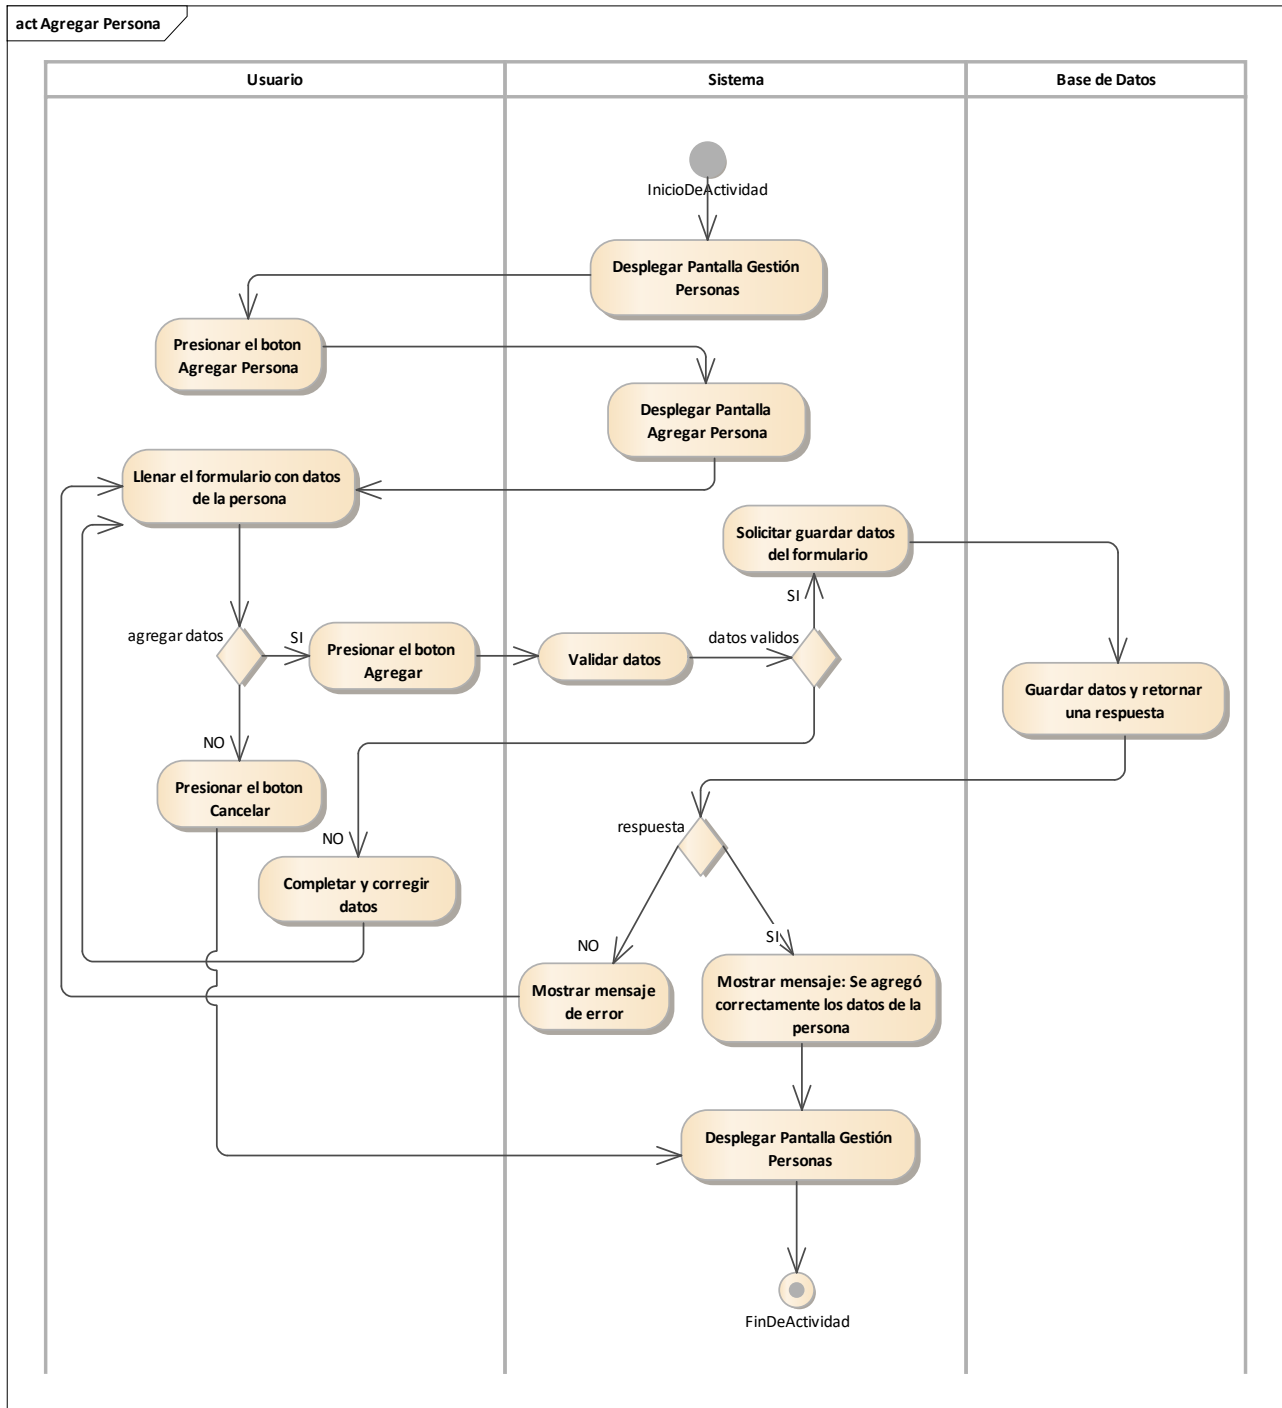 act Agregar Persona
Usuario
Sistema
Base de Datos
InicioDeActividad
Desplegar Pantalla Gestión
Personas
Presionar el boton
Agregar Persona
Desplegar Pantalla
Agregar Persona
Llenar el formulario con datos
de la persona
Solicitar guardar datos
del formulario
SI
agregar datos
SI
Presionar el boton
Agregar
Validar datos
datos validos
Guardar datos y retornar
una respuesta
NO
Presionar el boton
Cancelar
NO
respuesta
Completar y corregir
datos
NO
SI
Mostrar mensaje
de error
Mostrar mensaje: Se agregó
correctamente los datos de la
persona
Desplegar Pantalla Gestión
Personas
FinDeActividad